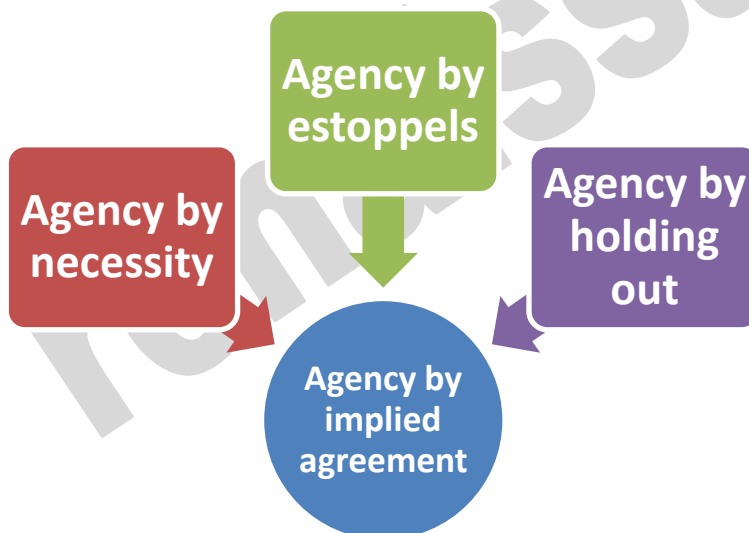 Agency by
estoppels
Agency by
necessity
Agency by
holding
out
Agency by
implied
agreement